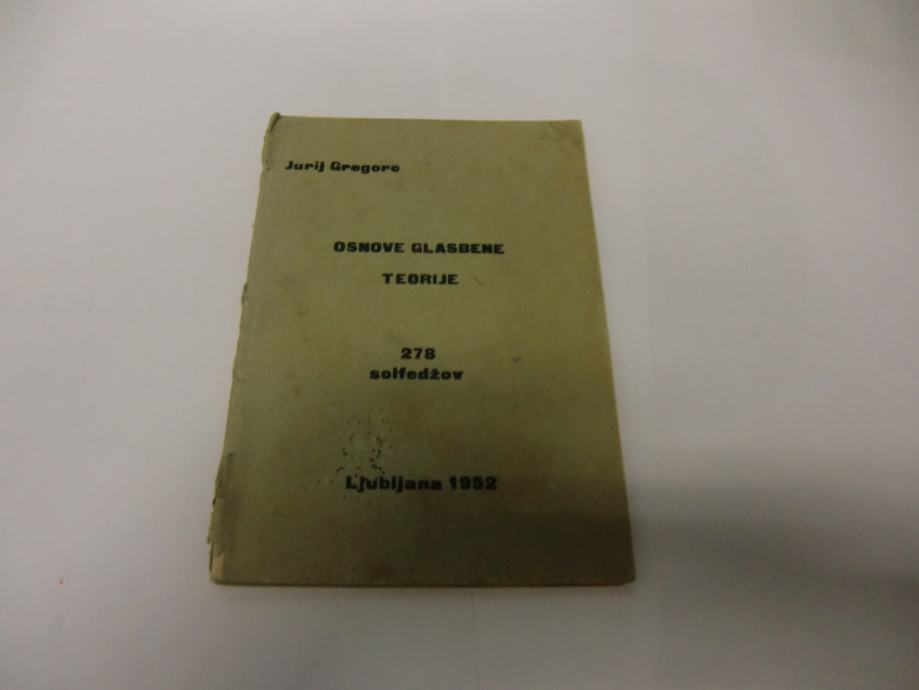 Jurij Gregorc
OSNOVE GLASBENE
TEORIJE
278
solfedžov
Ljubljana 1952